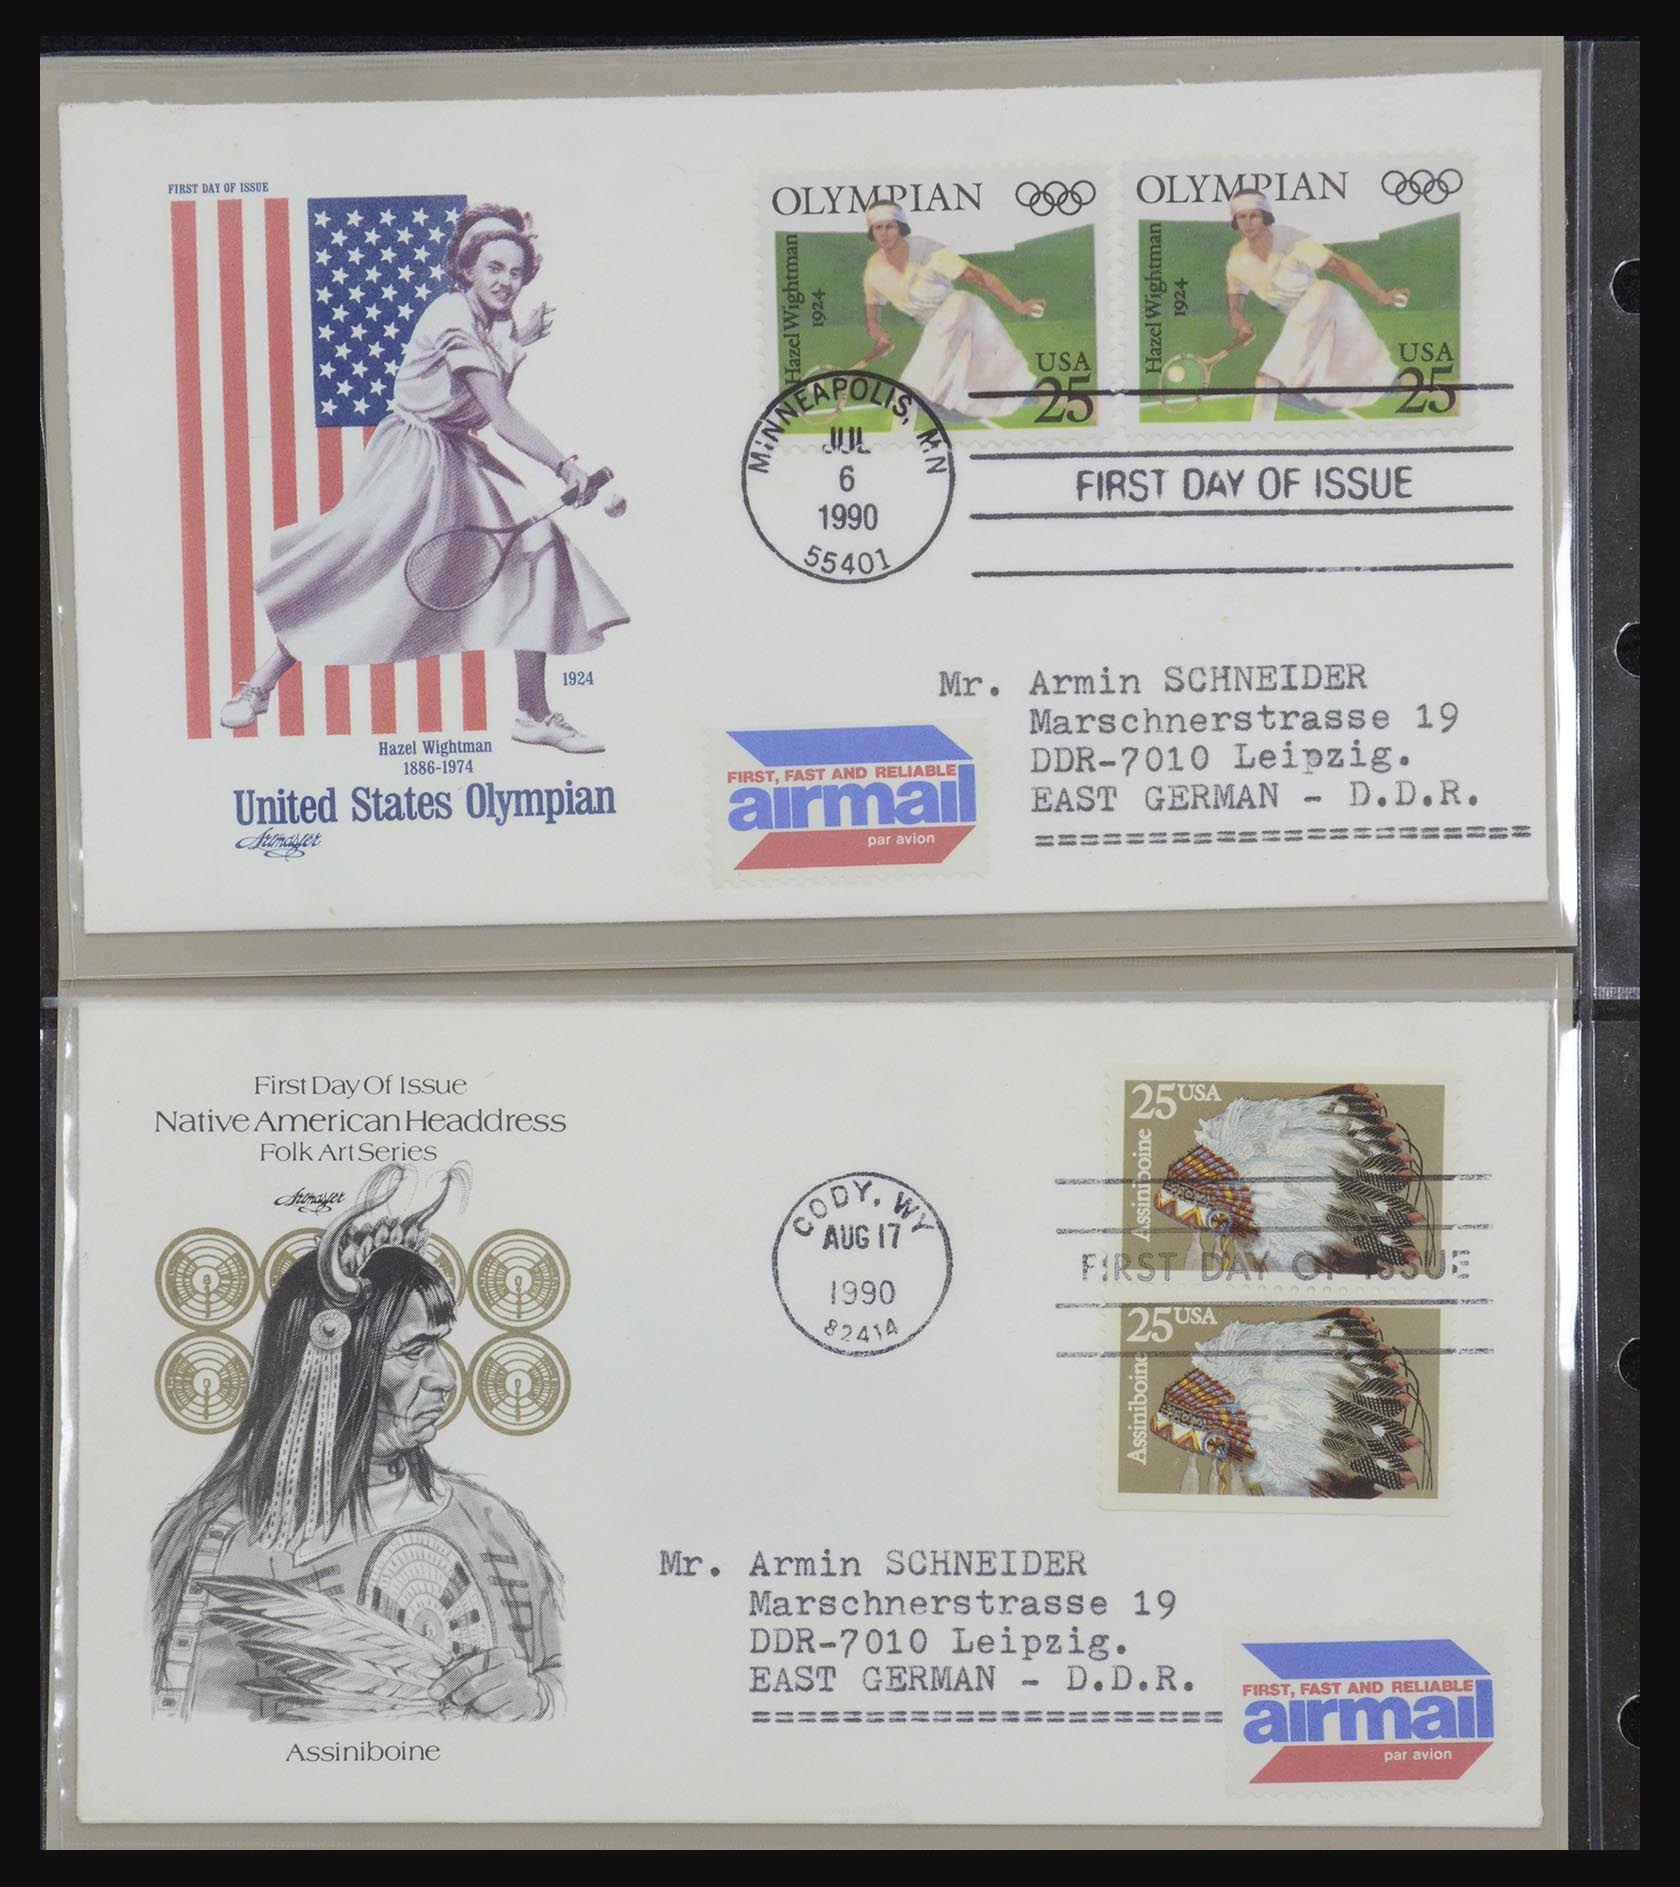 FIRST DAY OF ISSUE
1924
Hazel Wightman
1886-1974
United States Olympian
Artmaster
OLYMPIAN
Hazel Wightman
1924
USA
25
OLYMPIAN
Hazel Wightman
1924
USA
25
MINNEAPOLIS, MN
JUL
6
1990
55401
FIRST DAY OF ISSUE
Mr. Armin SCHNEIDER
Marschnerstrasse 19
DDR-7010 Leipzig.
EAST GERMAN - D.D.R.
=======================
FIRST, FAST AND RELIABLE
airmail
par avion
First Day Of Issue
Native American Headdress
Folk Art Series
Artmaster
Assiniboine
CODY, WY
AUG 17
1990
82414
25 USA
Assiniboine
FIRST DAY OF ISSUE
25 USA
Assiniboine
Mr. Armin SCHNEIDER
Marschnerstrasse 19
DDR-7010 Leipzig.
EAST GERMAN - D.D.R.
======================
FIRST, FAST AND RELIABLE
airmail
par avion